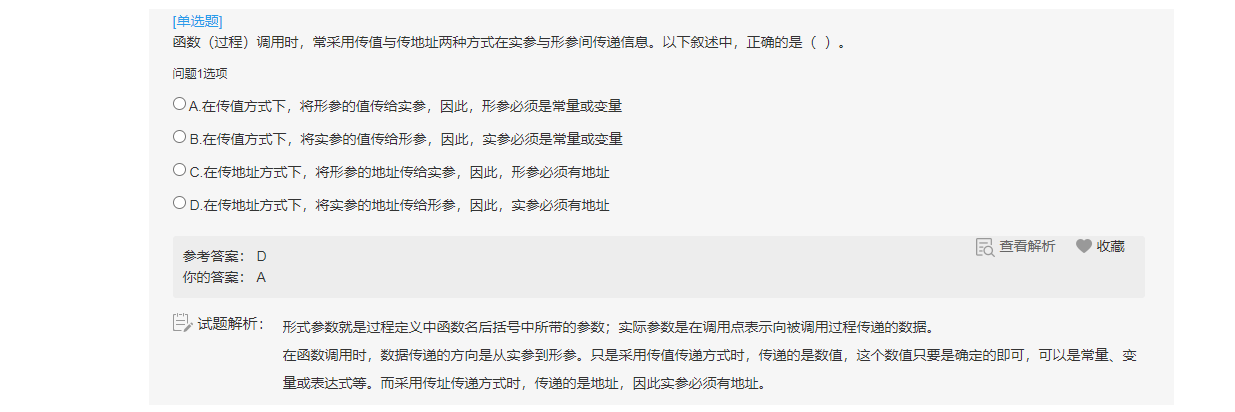 [单选题]
函数（过程）调用时，常采用传值与传地址两种方式在实参与形参间传递信息。以下叙述中，正确的是（ ）。
问题1选项
A.在传值方式下，将形参的值传给实参，因此，形参必须是常量或变量
B.在传值方式下，将实参的值传给形参，因此，实参必须是常量或变量
C.在传地址方式下，将形参的地址传给实参，因此，形参必须有地址
D.在传地址方式下，将实参的地址传给形参，因此，实参必须有地址
查看解析 收藏
参考答案： D
你的答案： A
试题解析： 形式参数就是过程定义中函数名后括号中所带的参数；实际参数是在调用点表示向被调用过程传递的数据。
在函数调用时，数据传递的方向是从实参到形参。只是采用传值传递方式时，传递的是数值，这个数值只要是确定的即可，可以是常量、变
量或表达式等。而采用传址传递方式时，传递的是地址，因此实参必须有地址。